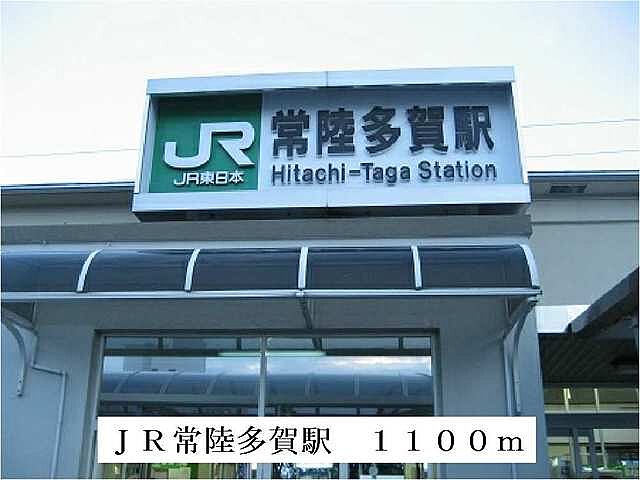 JR
JR東日本
常陸多賀駅
Hitachi-Taga Station
ＪＲ常陸多賀駅　１１００ｍ